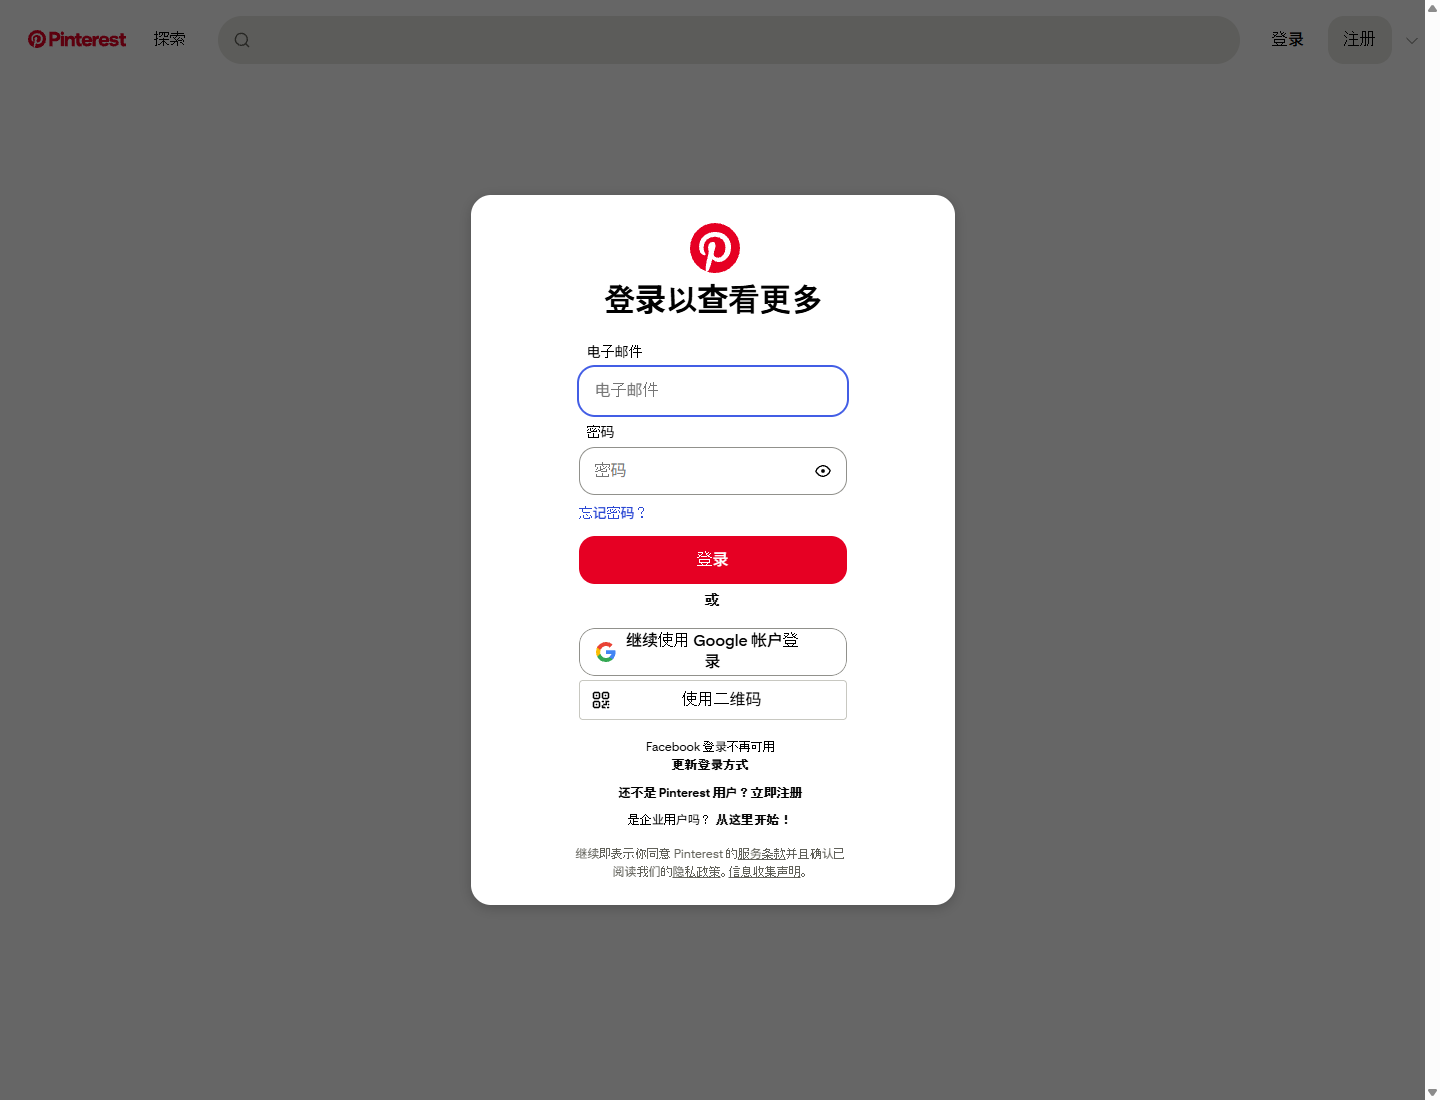 Pinterest
探索
登录
注册
登录以查看更多
电子邮件
电子邮件
密码
密码
忘记密码？
登录
或
继续使用 Google 帐户登
录
使用二维码
Facebook 登录不再可用
更新登录方式
还不是 Pinterest 用户？立即注册
是企业用户吗？ 从这里开始！
继续即表示你同意 Pinterest 的服务条款并且确认已
阅读我们的隐私政策。信息收集声明。